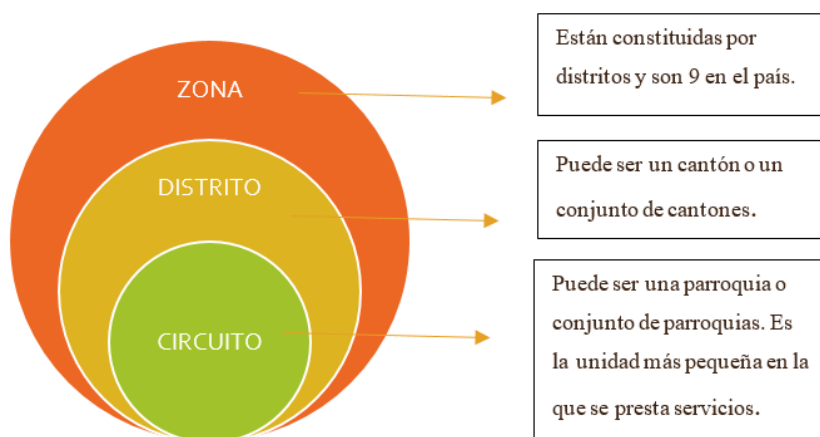 ZONA
Están constituidas por
distritos y son 9 en el país.
DISTRITO
Puede ser un cantón o un
conjunto de cantones.
CIRCUITO
Puede ser una parroquia o
conjunto de parroquias. Es
la unidad más pequeña en la
que se presta servicios.